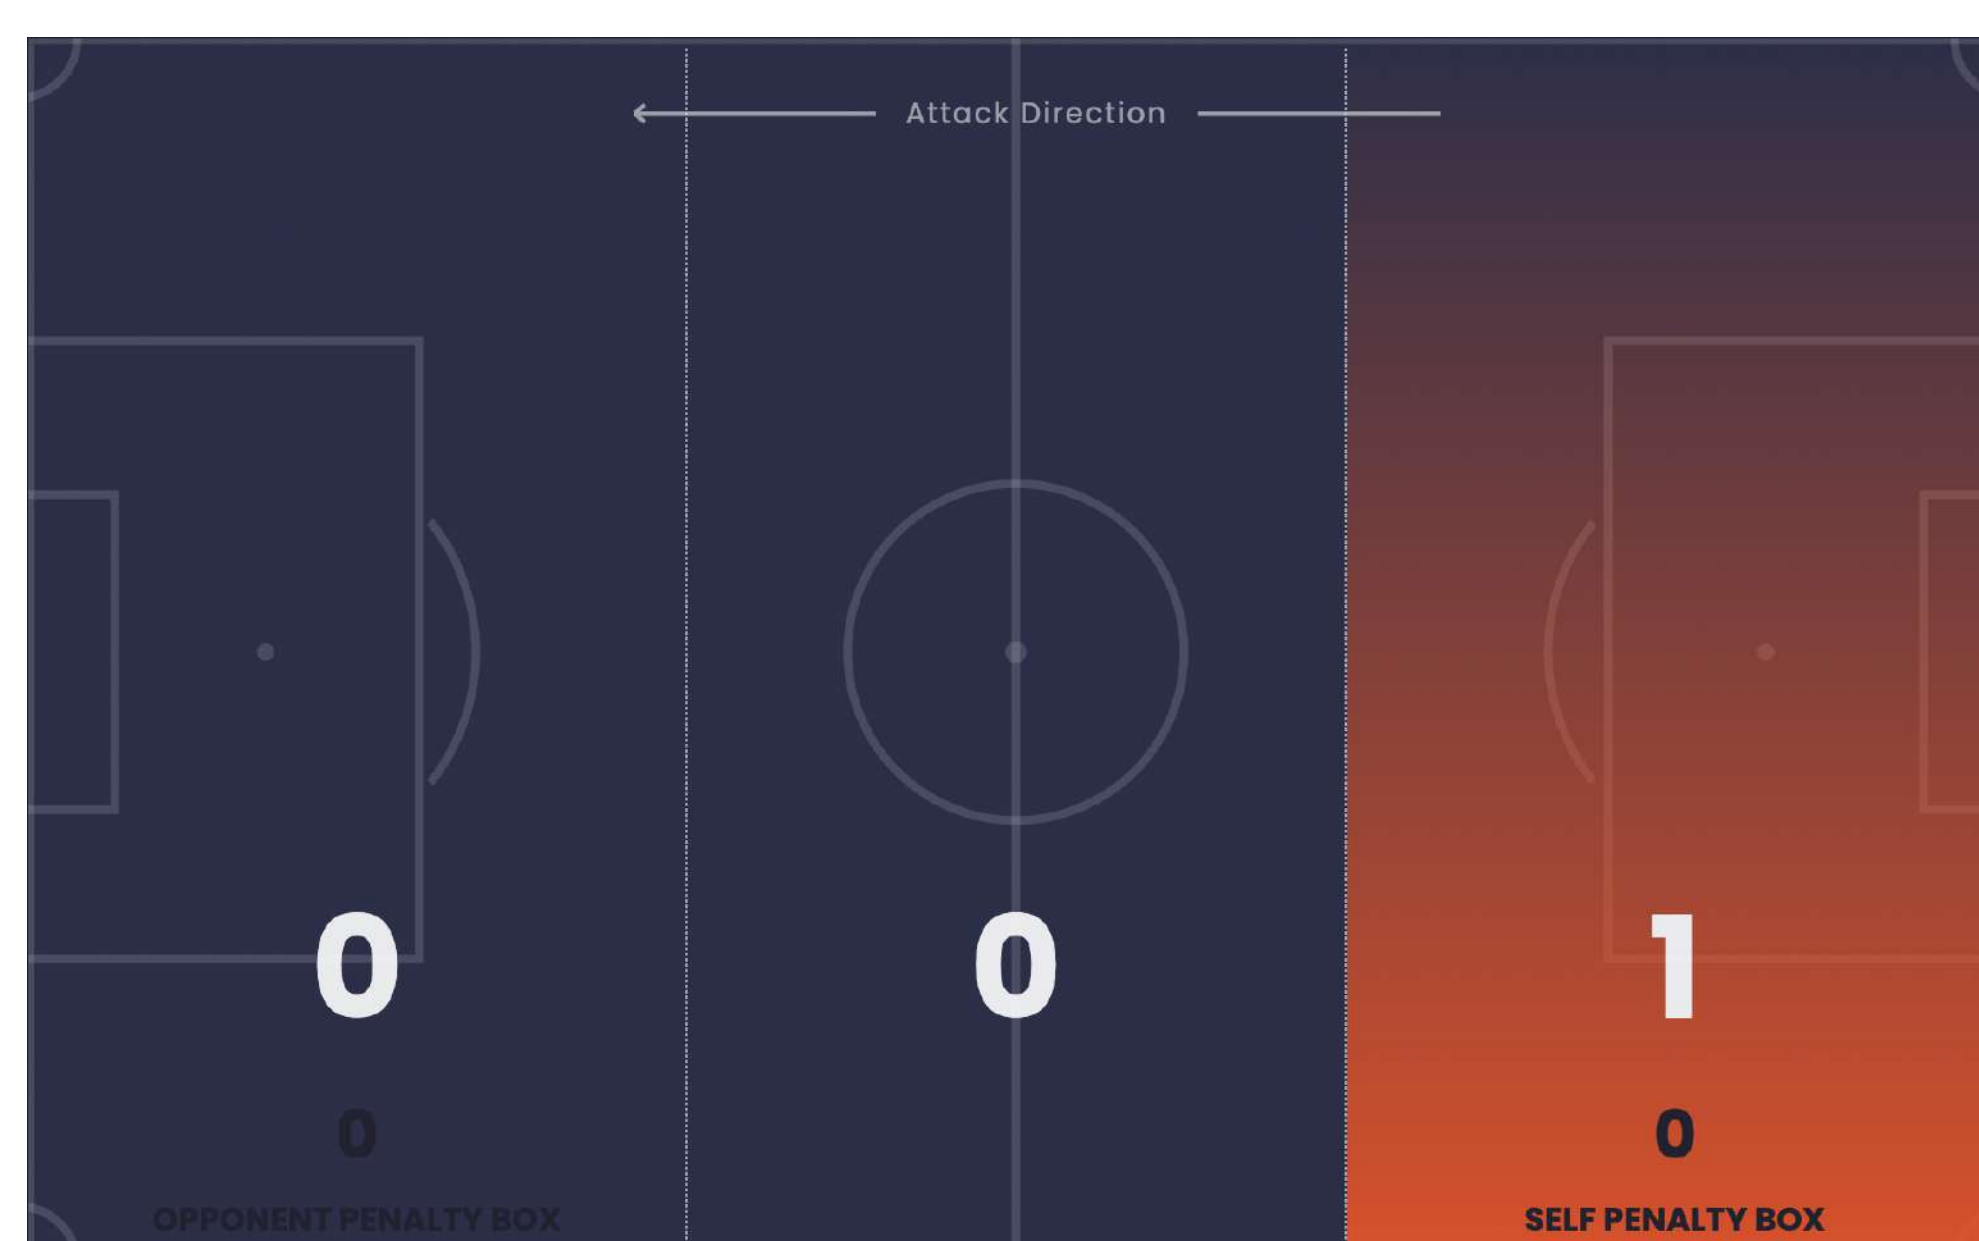 Attack Direction
0 0 1
0 0
OPPONENT PENALTY BOX SELF PENALTY BOX